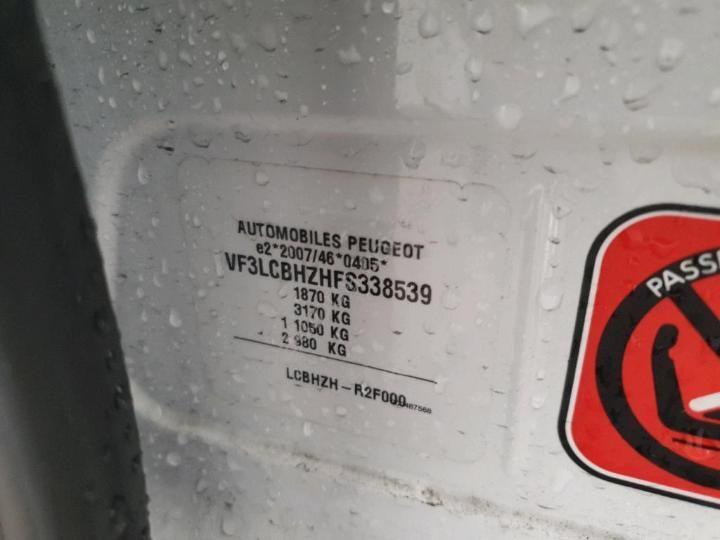 AUTOMOBILES PEUGEOT
e2*2007/46*0405*
VF3LCBHZHFS338539
1870 KG
3170 KG
1 1050 KG
2 980 KG
LCBHZH-R2F000
PASSE